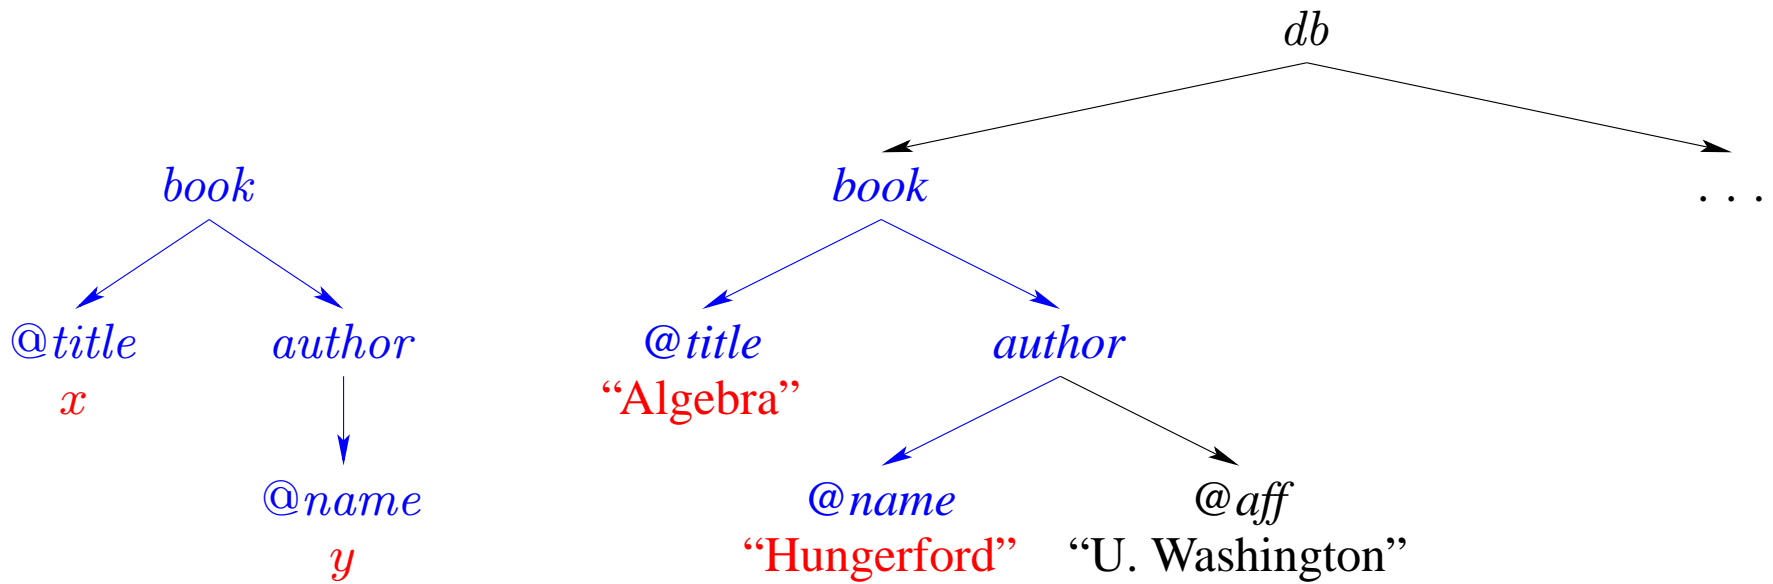 db
book book . . .
@title author @title author
x “Algebra”
@name @name @aff
y “Hungerford” “U. Washington”